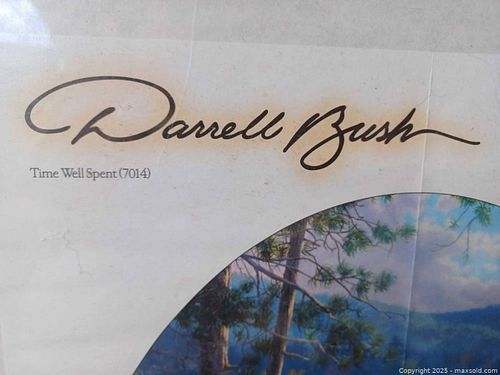 Darrell Bush
Time Well Spent (7014)
Copyright 2025 - maxsold.com